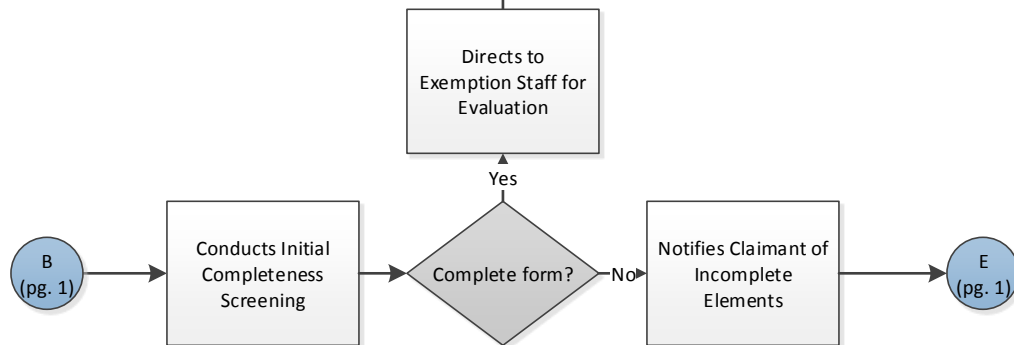 Directs to
Exemption Staff for
Evaluation
Yes
B
(pg. 1)
Conducts Initial
Completeness
Screening
Complete form?
No
Notifies Claimant of
Incomplete
Elements
E
(pg. 1)